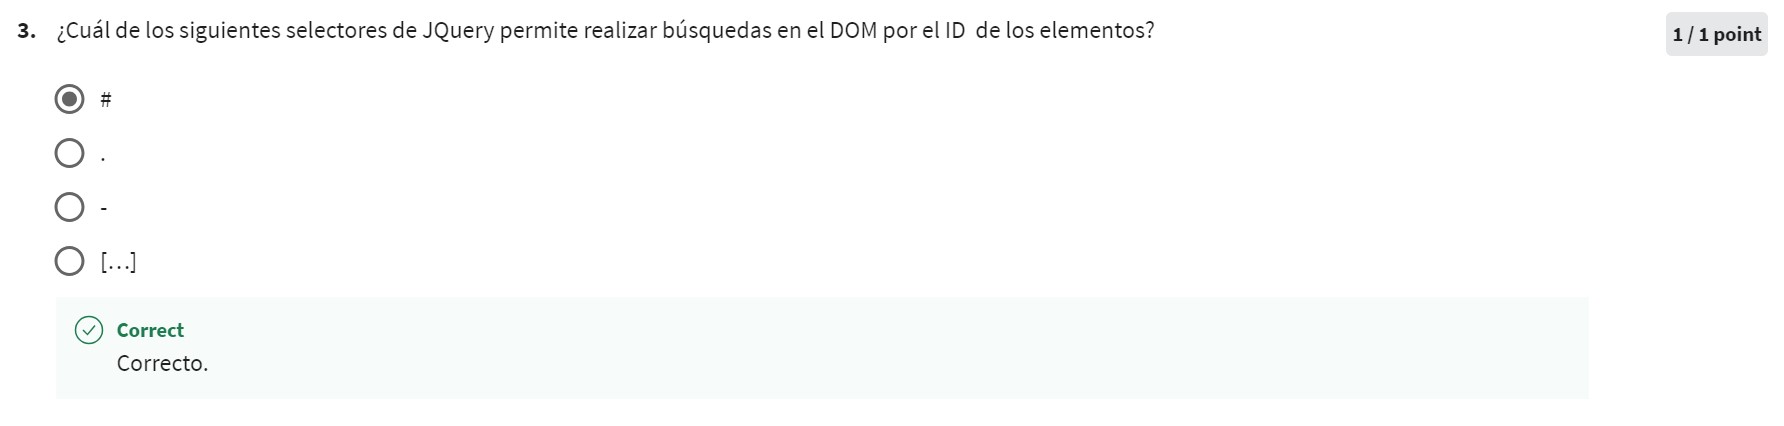 3. ¿Cuál de los siguientes selectores de JQuery permite realizar búsquedas en el DOM por el ID de los elementos?
1 / 1 point
#
.
-
[…]
Correct
Correcto.